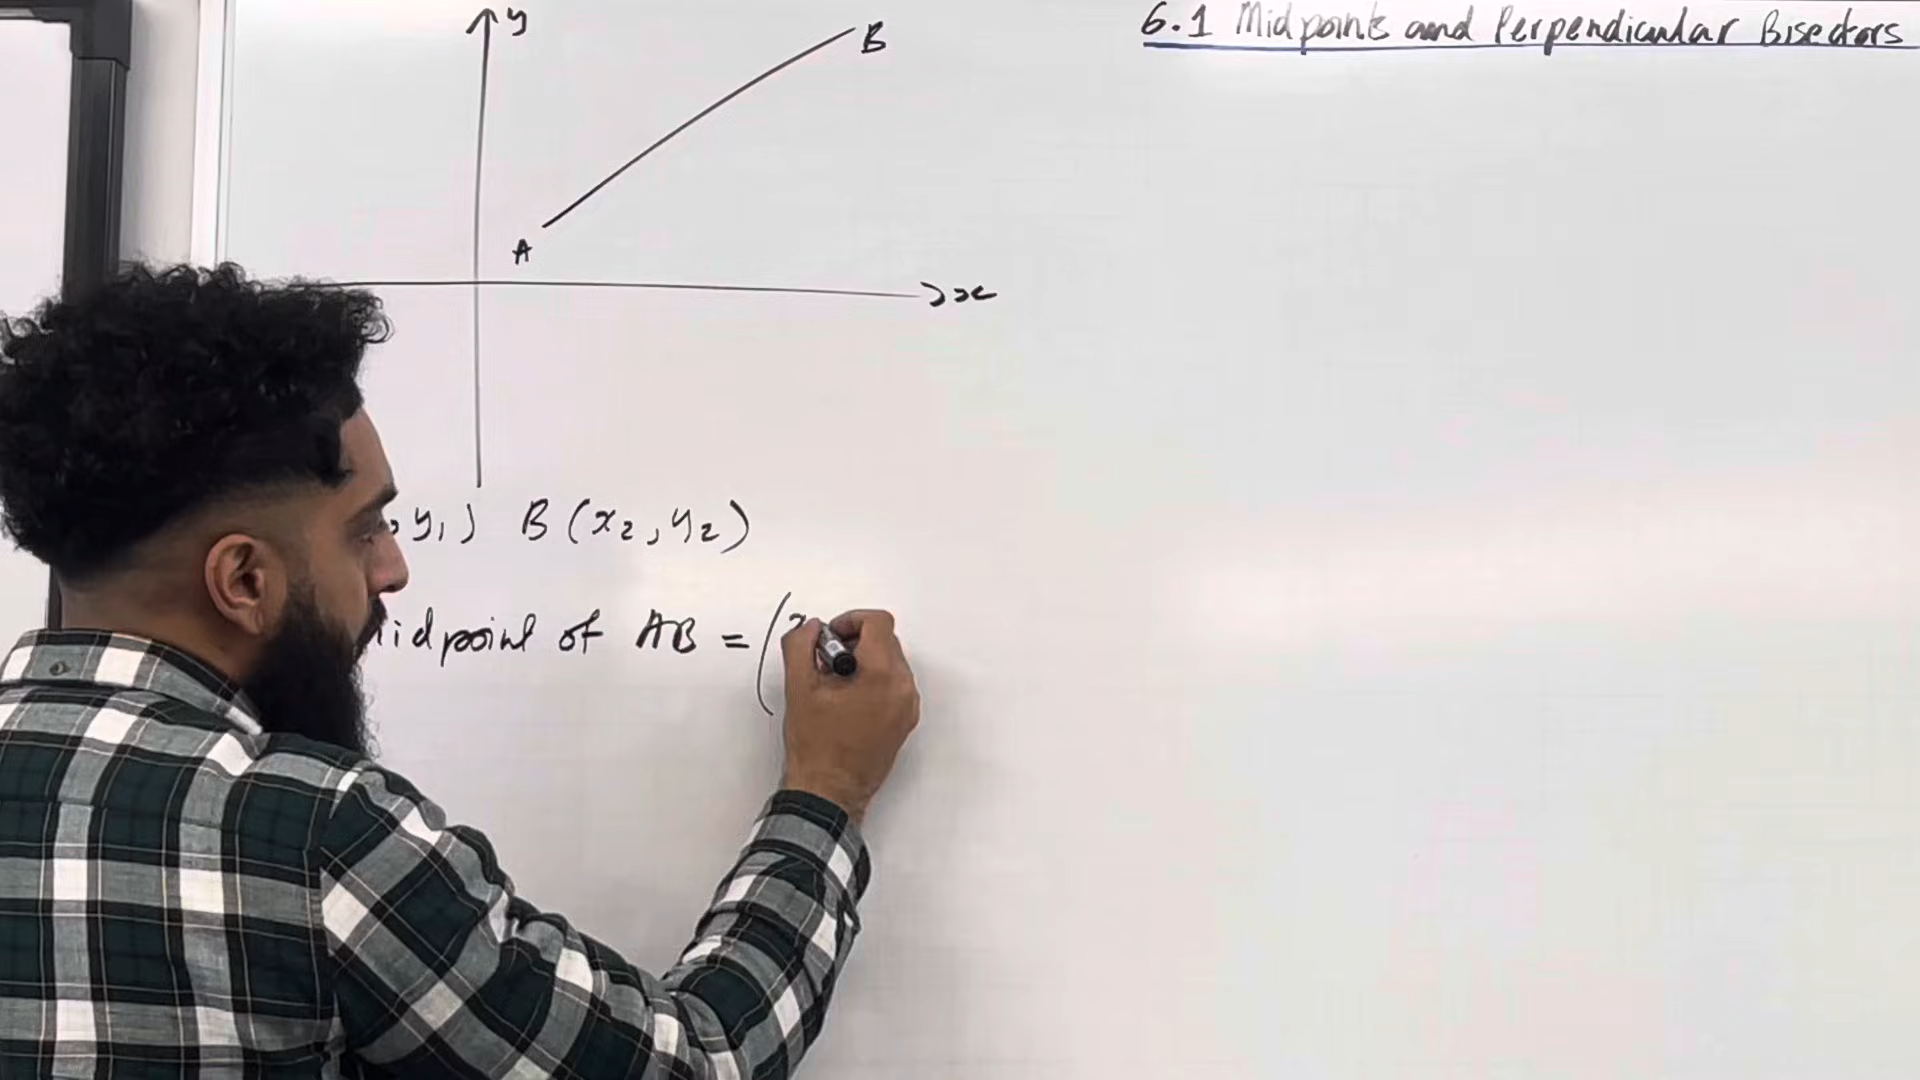 6.1 Midpoints and Perpendicular Bisectors
y
B
A
x
, y₁) B (x₂, y₂)
idpoint of AB = (x